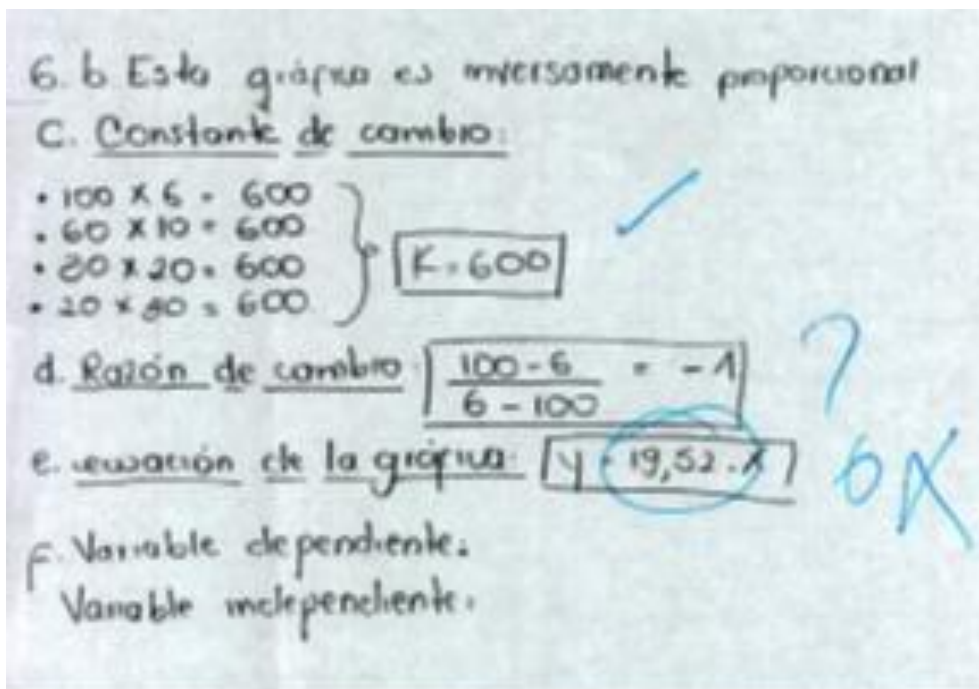 6. b Esta gráfica es inversamente proporcional
C. Constante de cambio:
• 100 x 6 = 600
• 60 x 10 = 600
• 30 x 20 = 600
• 20 x 30 = 600
K = 600
d. Razón de cambio: 100 - 6 / 6 - 100 = -1
?
e. ecuación de la gráfica: y = 19,52 . x
f. Variable dependiente:
Variable independiente: